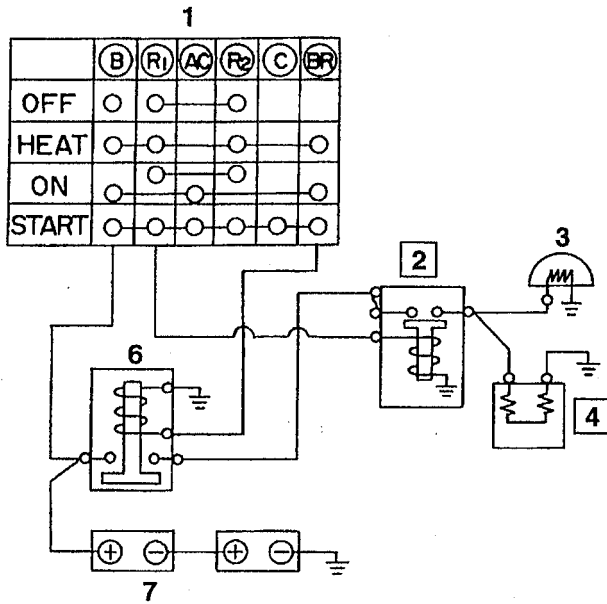 1
B R1 AC R2 C BR
OFF
HEAT
ON
START
2
3
6
4
+ - + -
7